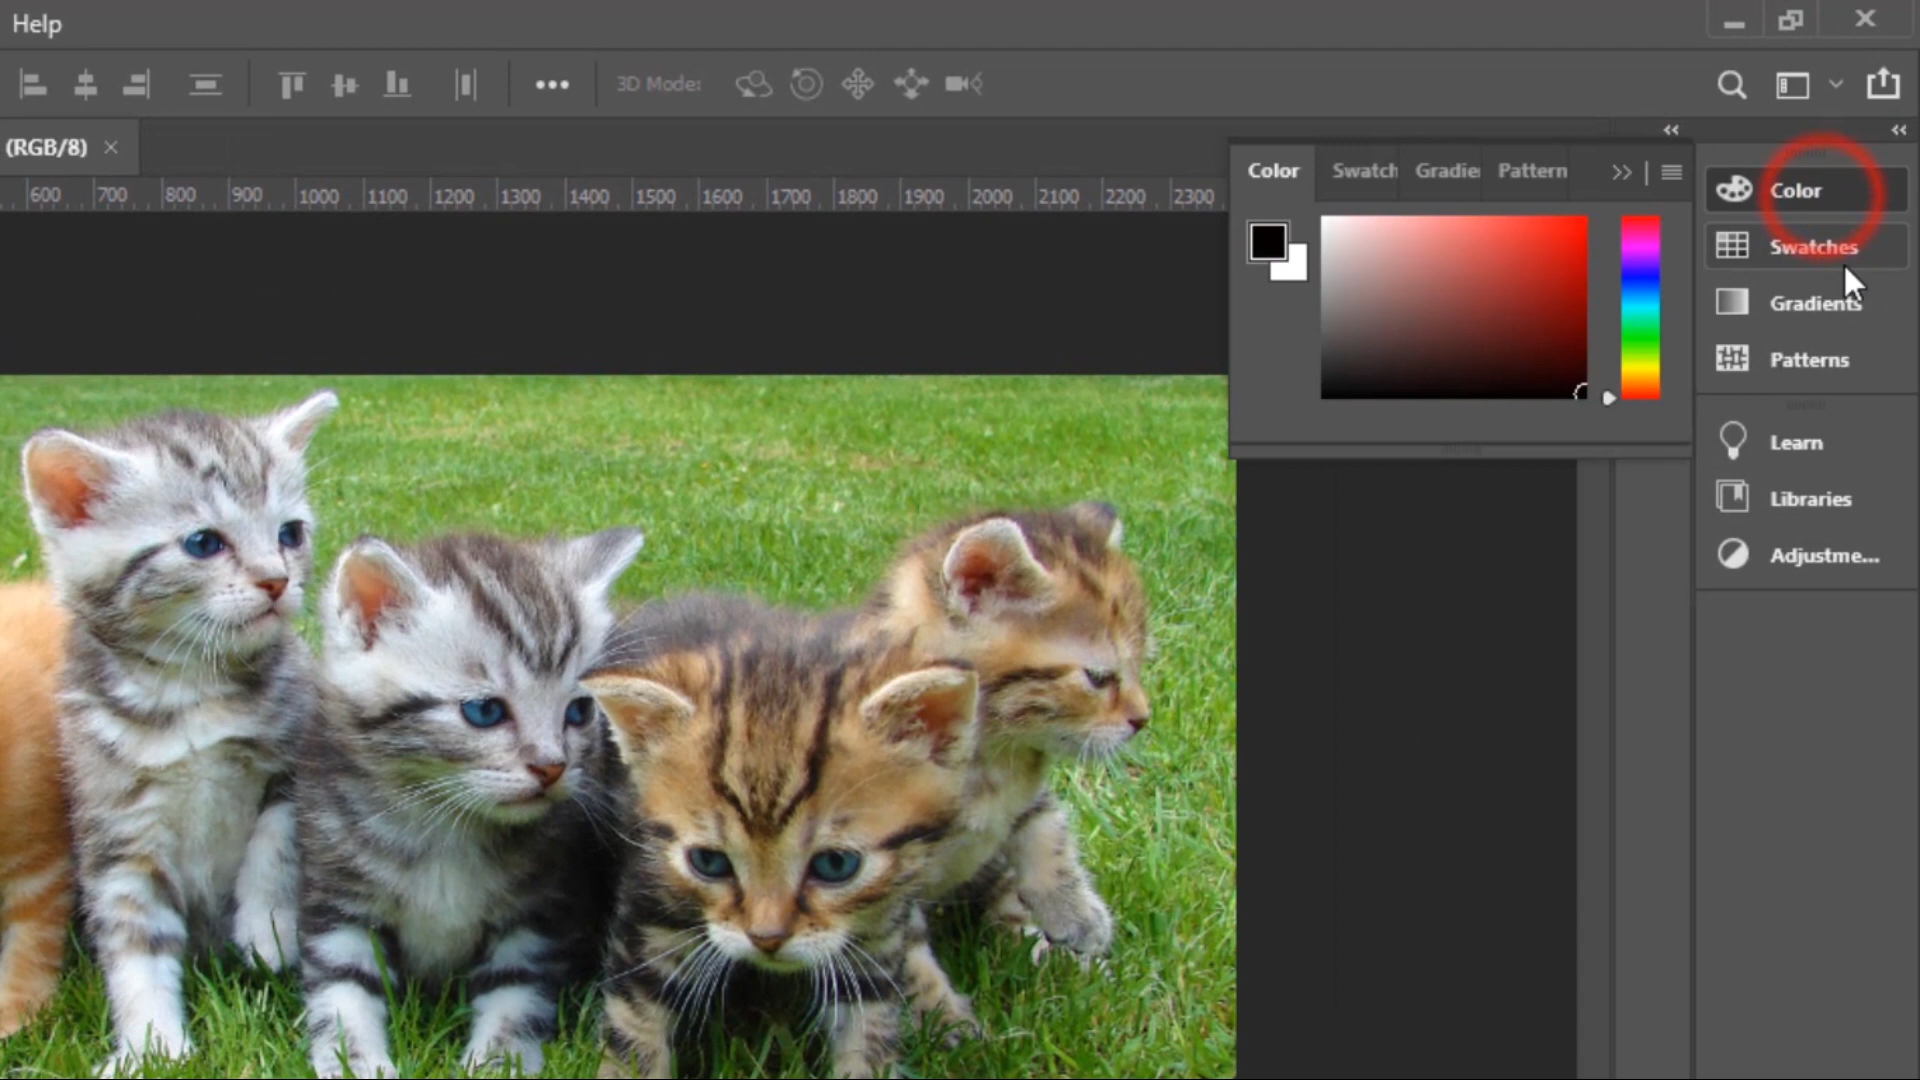 Help
3D Mode:
(RGB/8)
600 700 800 900 1000 1100 1200 1300 1400 1500 1600 1700 1800 1900 2000 2100 2200 2300
Color Swatch Gradie Pattern
Color
Swatches
Gradients
Patterns
Learn
Libraries
Adjustme...